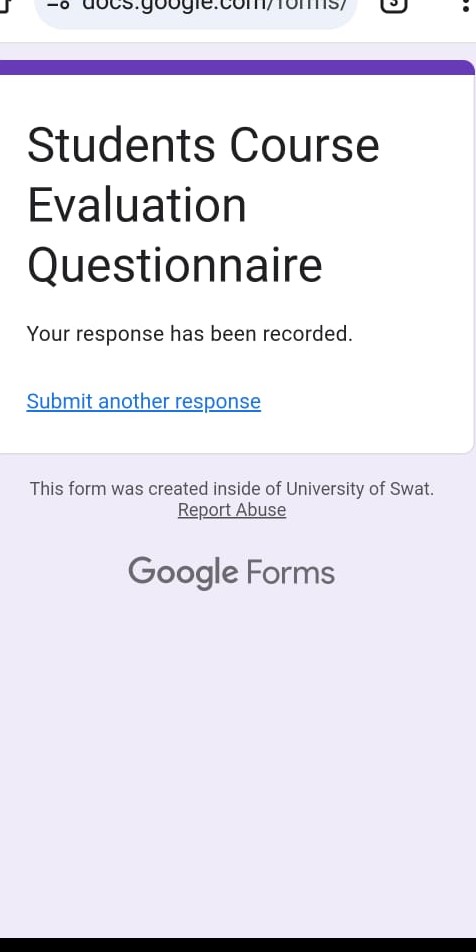 docs.google.com/forms/
3
Students Course
Evaluation
Questionnaire
Your response has been recorded.
Submit another response
This form was created inside of University of Swat.
Report Abuse
Google Forms